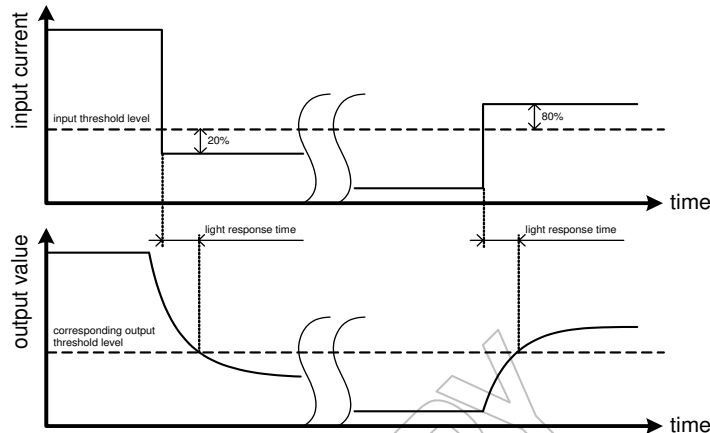 input current
input threshold level
20%
80%
time
light response time
light response time
output value
corresponding output
threshold level
time